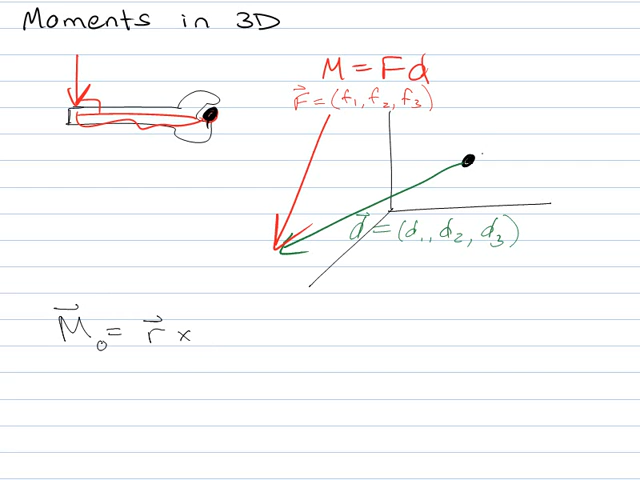 Moments in 3D
M = Fd
F⃗ = (f₁, f₂, f₃)
d⃗ = (d₁, d₂, d₃)
M⃗₀ = r⃗ ×